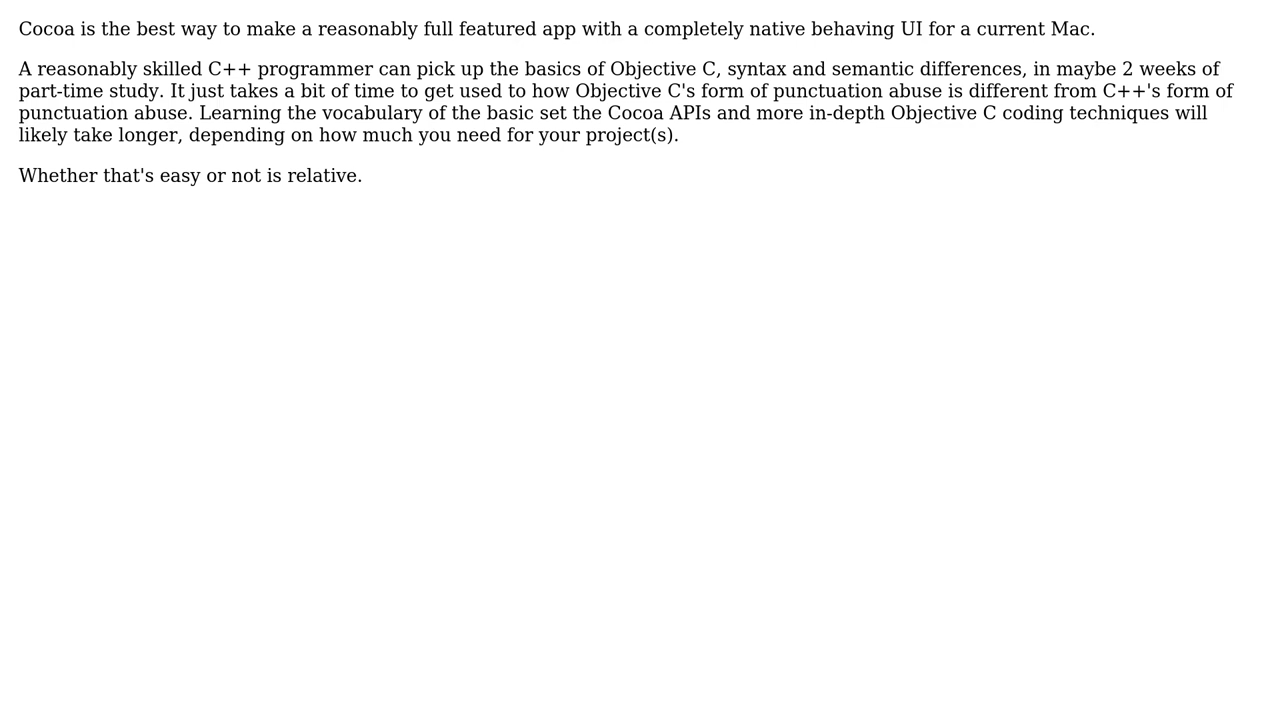 Cocoa is the best way to make a reasonably full featured app with a completely native behaving UI for a current Mac.
A reasonably skilled C++ programmer can pick up the basics of Objective C, syntax and semantic differences, in maybe 2 weeks of
part-time study. It just takes a bit of time to get used to how Objective C's form of punctuation abuse is different from C++'s form of
punctuation abuse. Learning the vocabulary of the basic set the Cocoa APIs and more in-depth Objective C coding techniques will
likely take longer, depending on how much you need for your project(s).
Whether that's easy or not is relative.